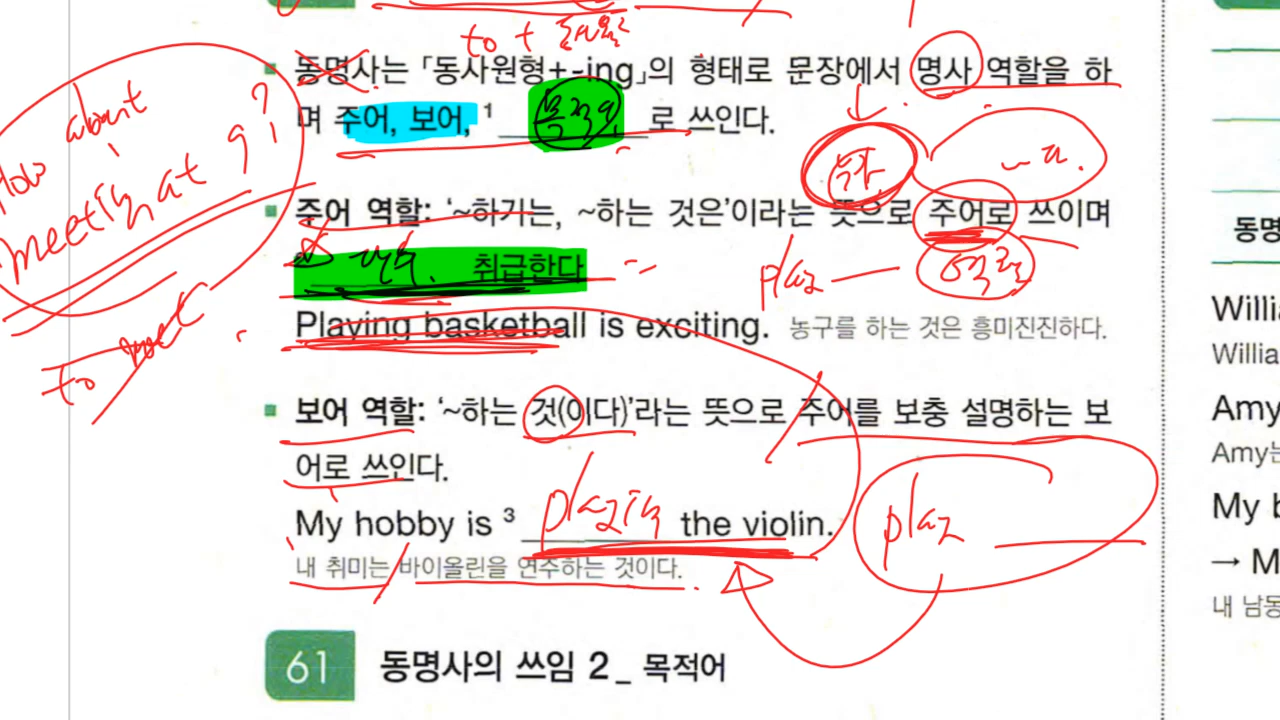 to + 동사원형
동명사는 「동사원형+-ing」의 형태로 문장에서 명사 역할을 하
며 주어, 보어, ¹ 목적어 로 쓰인다.
How about
meeting at 9?
to meet
주어 역할: '~하기는, ~하는 것은'이라는 뜻으로 주어로 쓰이며
취급한다
play
Playing basketball is exciting. 농구를 하는 것은 흥미진진하다.
보어 역할: '~하는 것(이다)'라는 뜻으로 주어를 보충 설명하는 보
어로 쓰인다.
My hobby is ³ playing the violin.
play
내 취미는 바이올린을 연주하는 것이다.
61 동명사의 쓰임 2_ 목적어
동명
Willia
Willia
Amy
Amy는
My b
→ M
내 남동